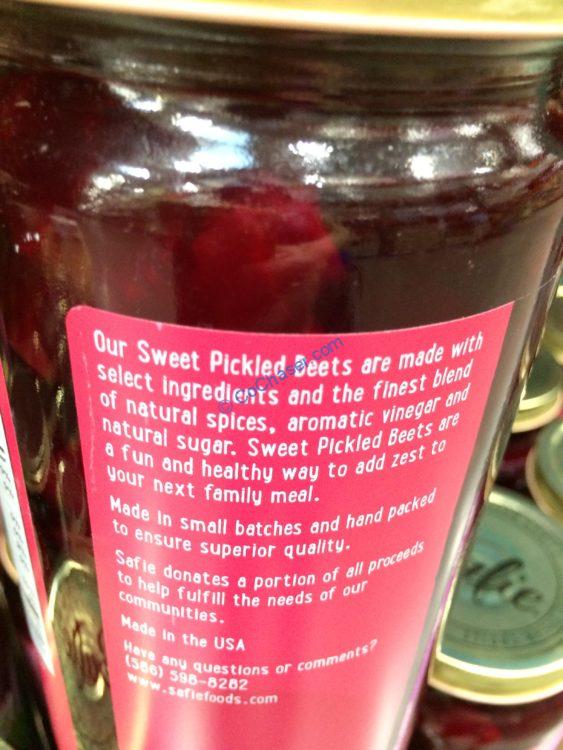 Our Sweet Pickled Beets are made with
select ingredients and the finest blend
of natural spices, aromatic vinegar and
natural sugar. Sweet Pickled Beets are
a fun and healthy way to add zest to
your next family meal.
Made in small batches and hand packed
to ensure superior quality.
Safie donates a portion of all proceeds
to help fulfill the needs of our
communities.
Made in the USA
Have any questions or comments?
(586) 598-8282
www.safiefoods.com
© CoChaser.com